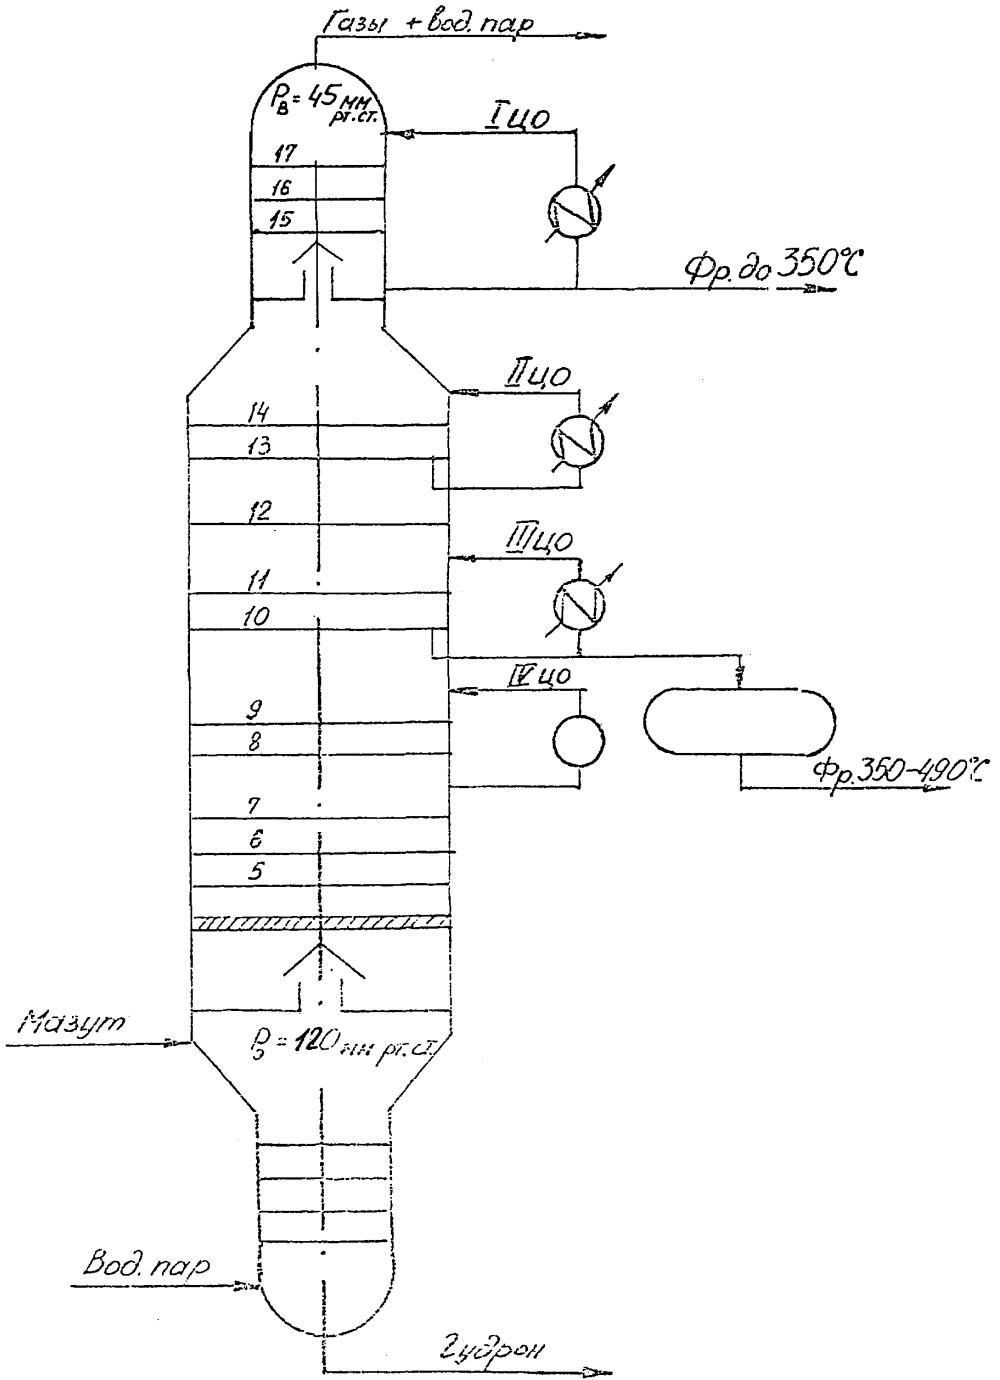 Газы + вод. пар
Рв = 45 мм рт.ст.
I ЦО
17
16
15
Фр. до 350°С
II ЦО
14
13
12
III ЦО
11
10
IV ЦО
9
8
Фр. 350-490°С
7
6
5
Мазут
Рэ = 120 мм рт.ст.
Вод. пар
Гудрон